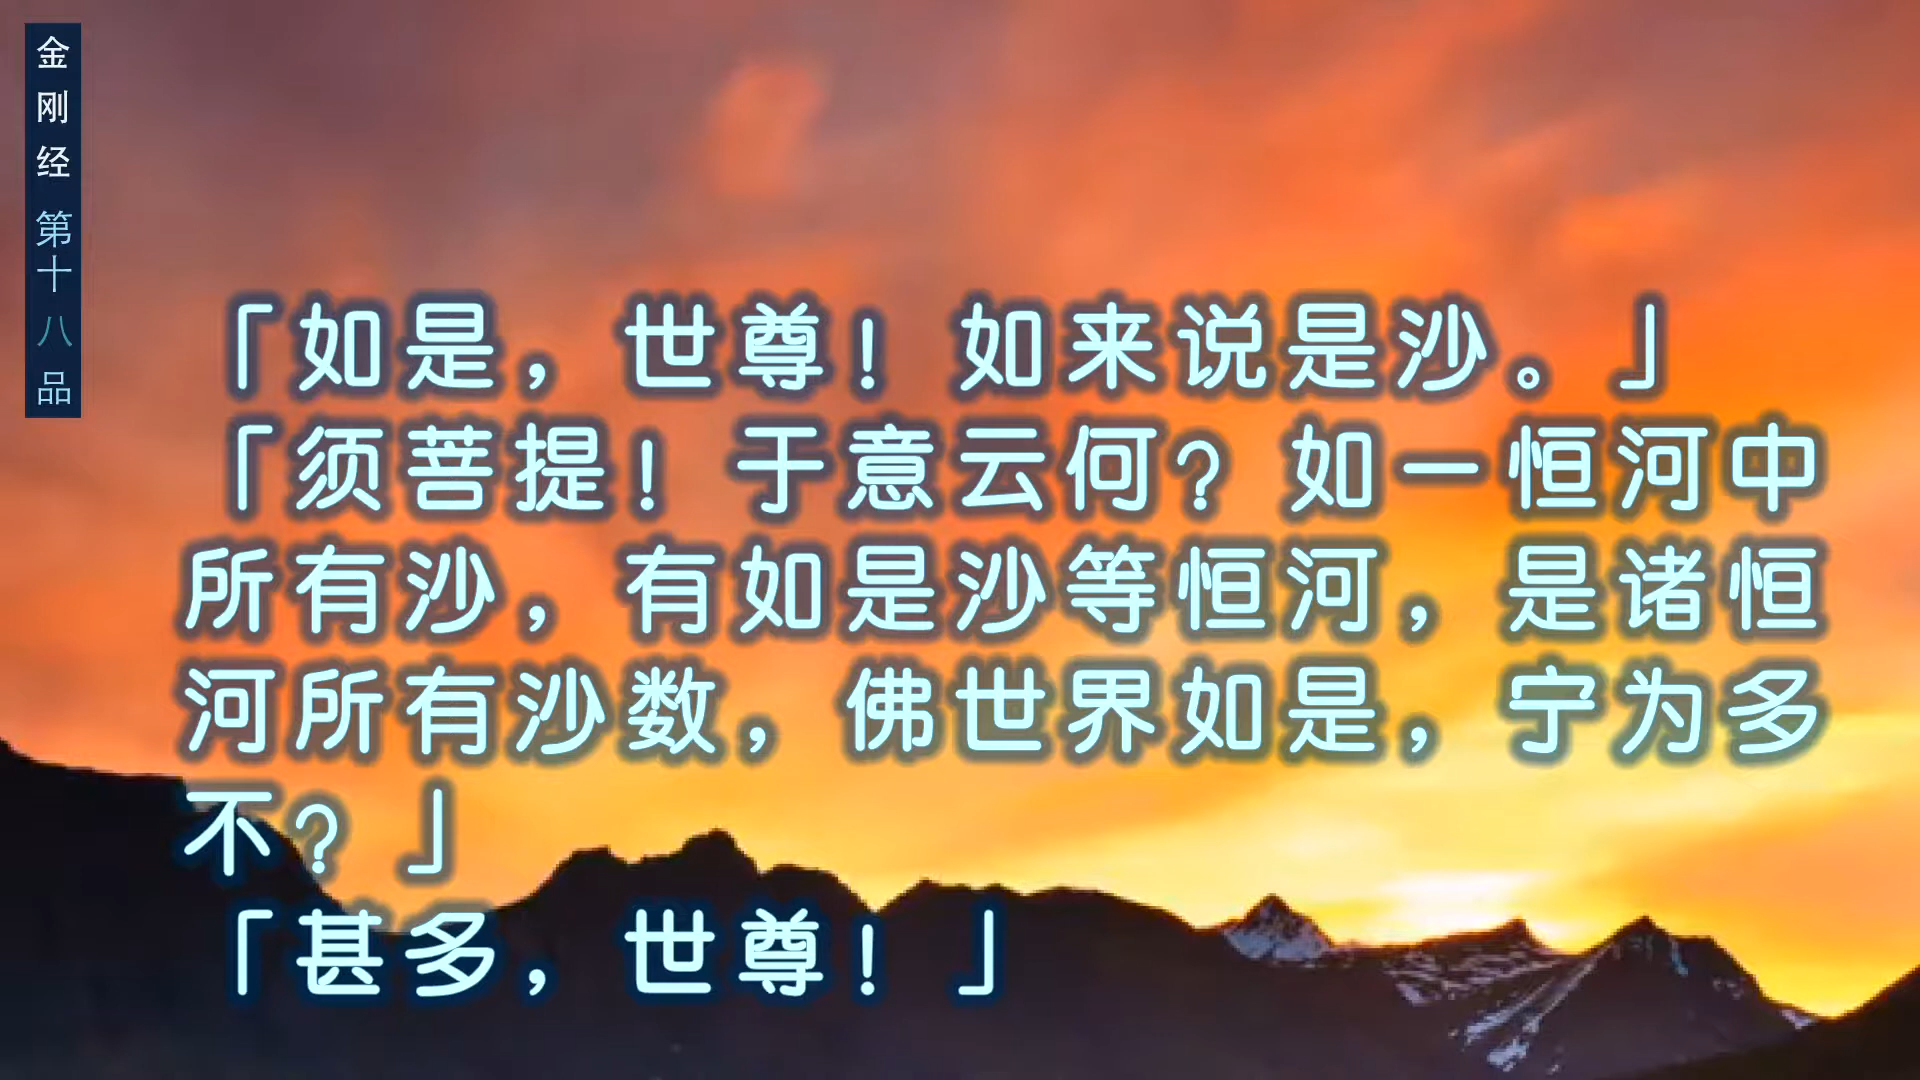 金刚经 第十八品
「如是，世尊！如来说是沙。」
「须菩提！于意云何？如一恒河中
所有沙，有如是沙等恒河，是诸恒
河所有沙数，佛世界如是，宁为多
不？」
「甚多，世尊！」